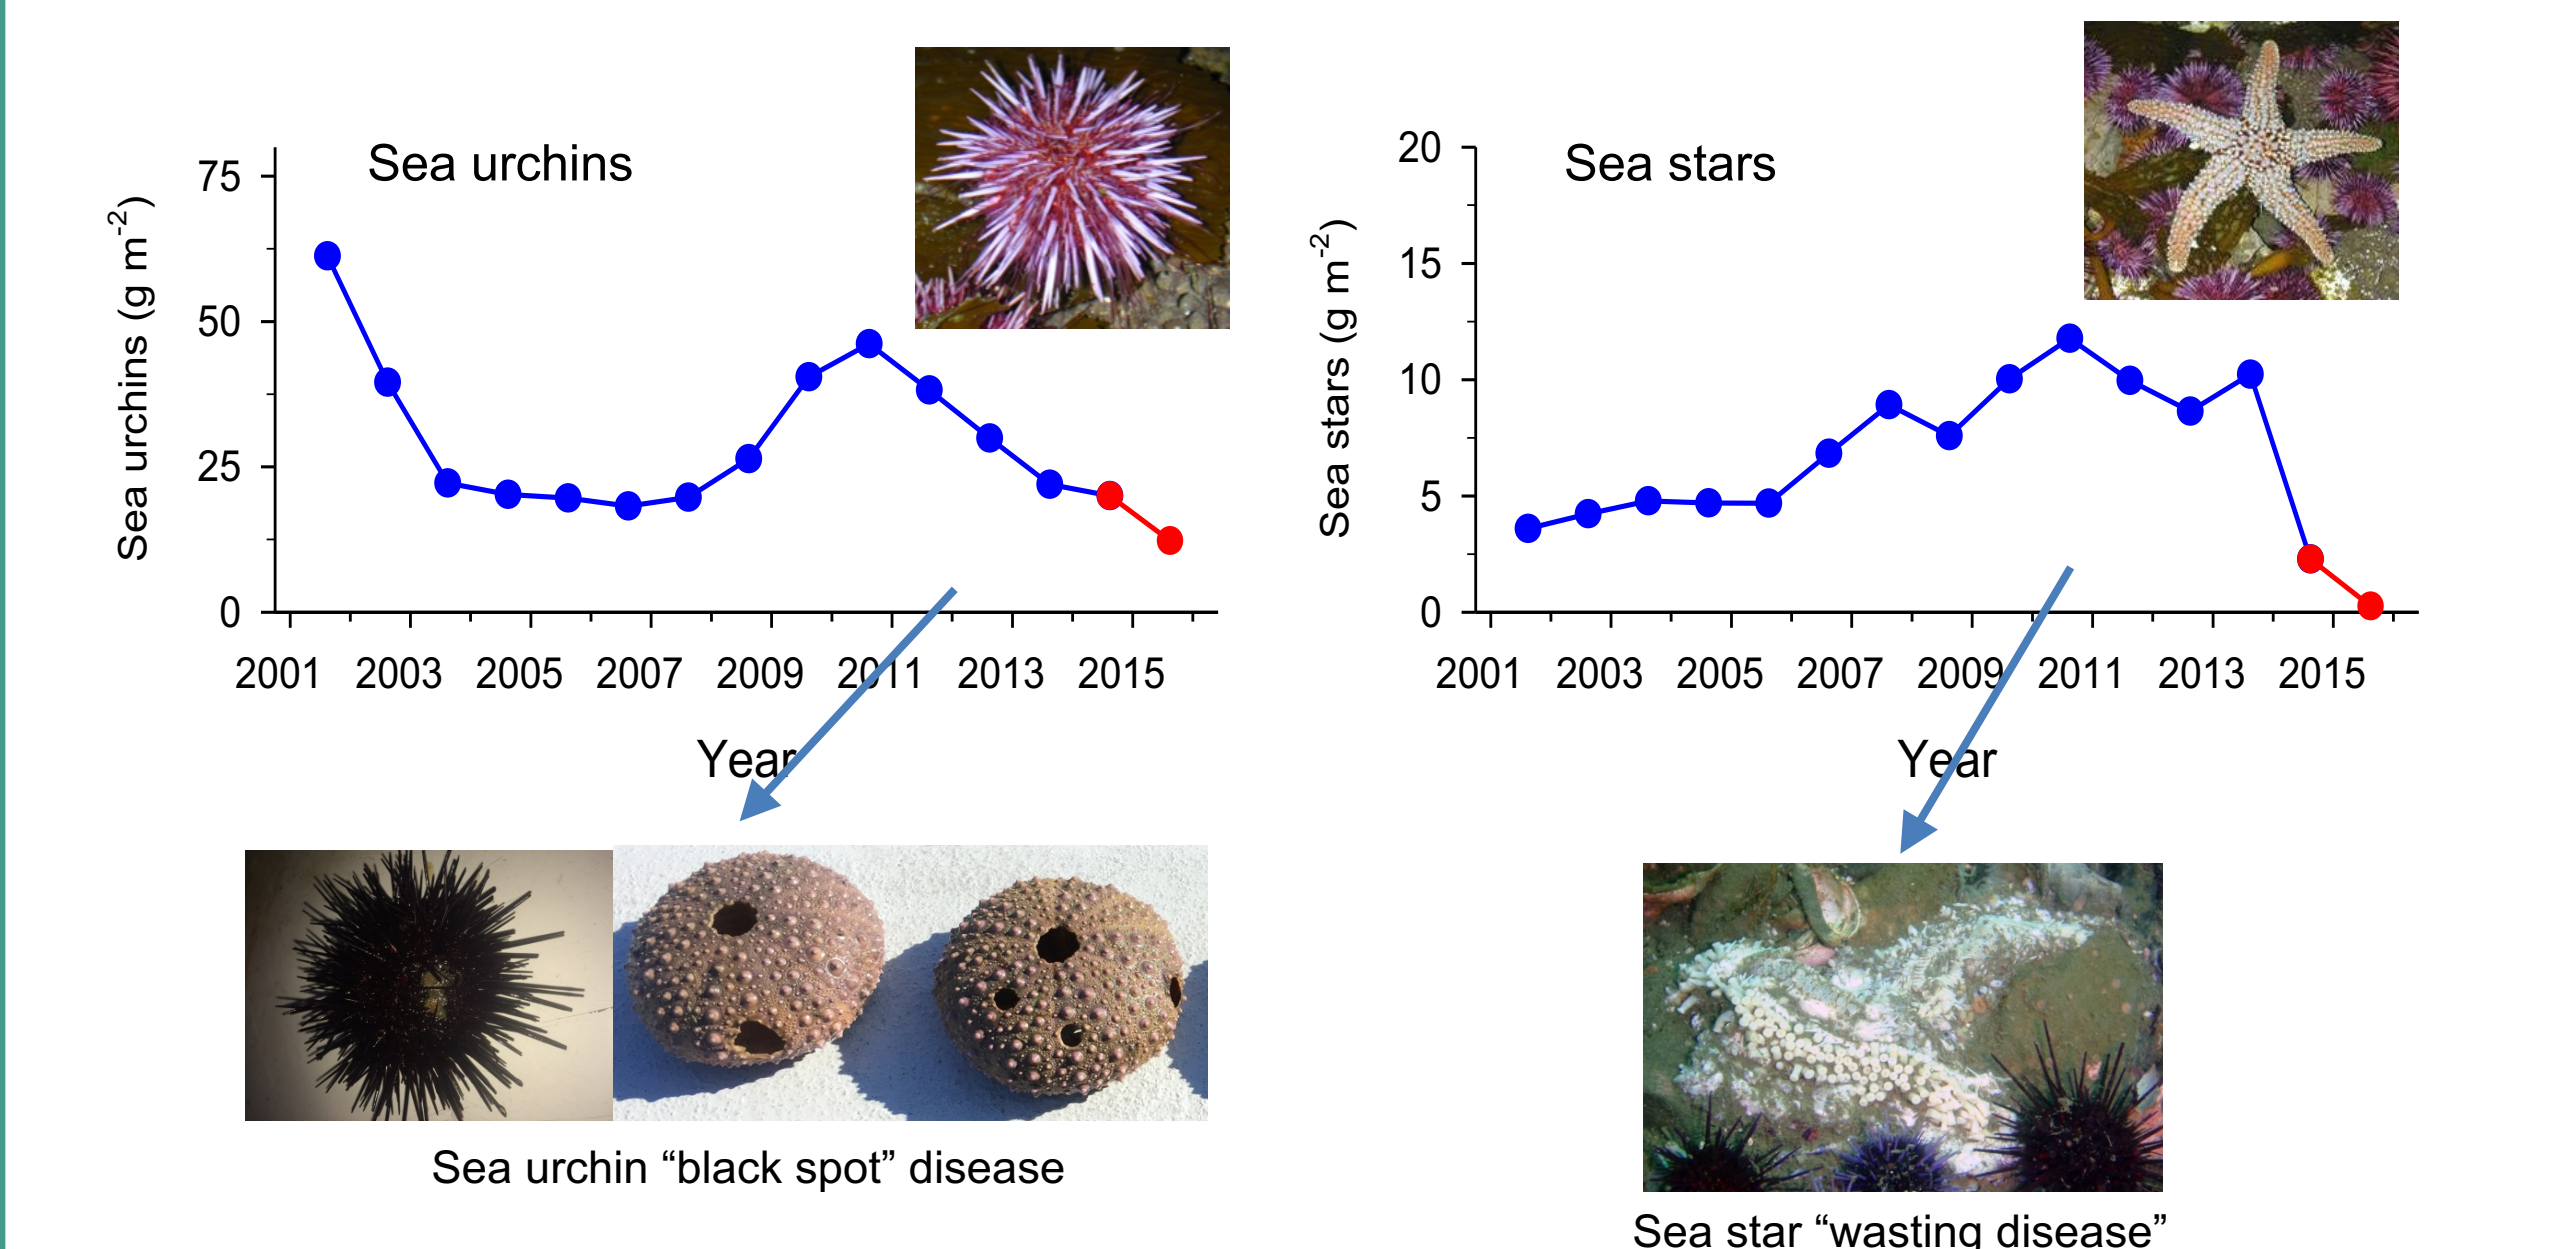 Sea urchins
75
50
25
0
Sea urchins (g m-2)
2001 2003 2005 2007 2009 2011 2013 2015
Year
Sea urchin “black spot” disease
Sea stars
20
15
10
5
0
Sea stars (g m-2)
2001 2003 2005 2007 2009 2011 2013 2015
Year
Sea star “wasting disease”